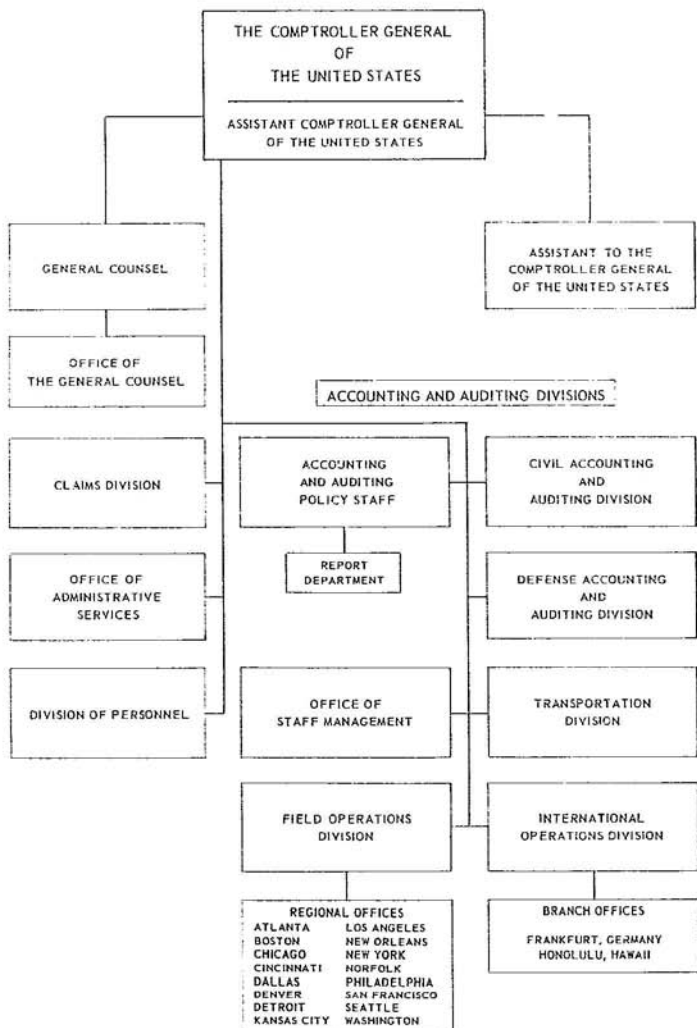 THE COMPTROLLER GENERAL
OF
THE UNITED STATES
ASSISTANT COMPTROLLER GENERAL
OF THE UNITED STATES
GENERAL COUNSEL
ASSISTANT TO THE
COMPTROLLER GENERAL
OF THE UNITED STATES
OFFICE OF
THE GENERAL COUNSEL
ACCOUNTING AND AUDITING DIVISIONS
CLAIMS DIVISION
ACCOUNTING
AND AUDITING
POLICY STAFF
CIVIL ACCOUNTING
AND
AUDITING DIVISION
REPORT
DEPARTMENT
OFFICE OF
ADMINISTRATIVE
SERVICES
DEFENSE ACCOUNTING
AND
AUDITING DIVISION
DIVISION OF PERSONNEL
OFFICE OF
STAFF MANAGEMENT
TRANSPORTATION
DIVISION
FIELD OPERATIONS
DIVISION
INTERNATIONAL
OPERATIONS DIVISION
REGIONAL OFFICES
ATLANTA LOS ANGELES
BOSTON NEW ORLEANS
CHICAGO NEW YORK
CINCINNATI NORFOLK
DALLAS PHILADELPHIA
DENVER SAN FRANCISCO
DETROIT SEATTLE
KANSAS CITY WASHINGTON
BRANCH OFFICES
FRANKFURT, GERMANY
HONOLULU, HAWAII